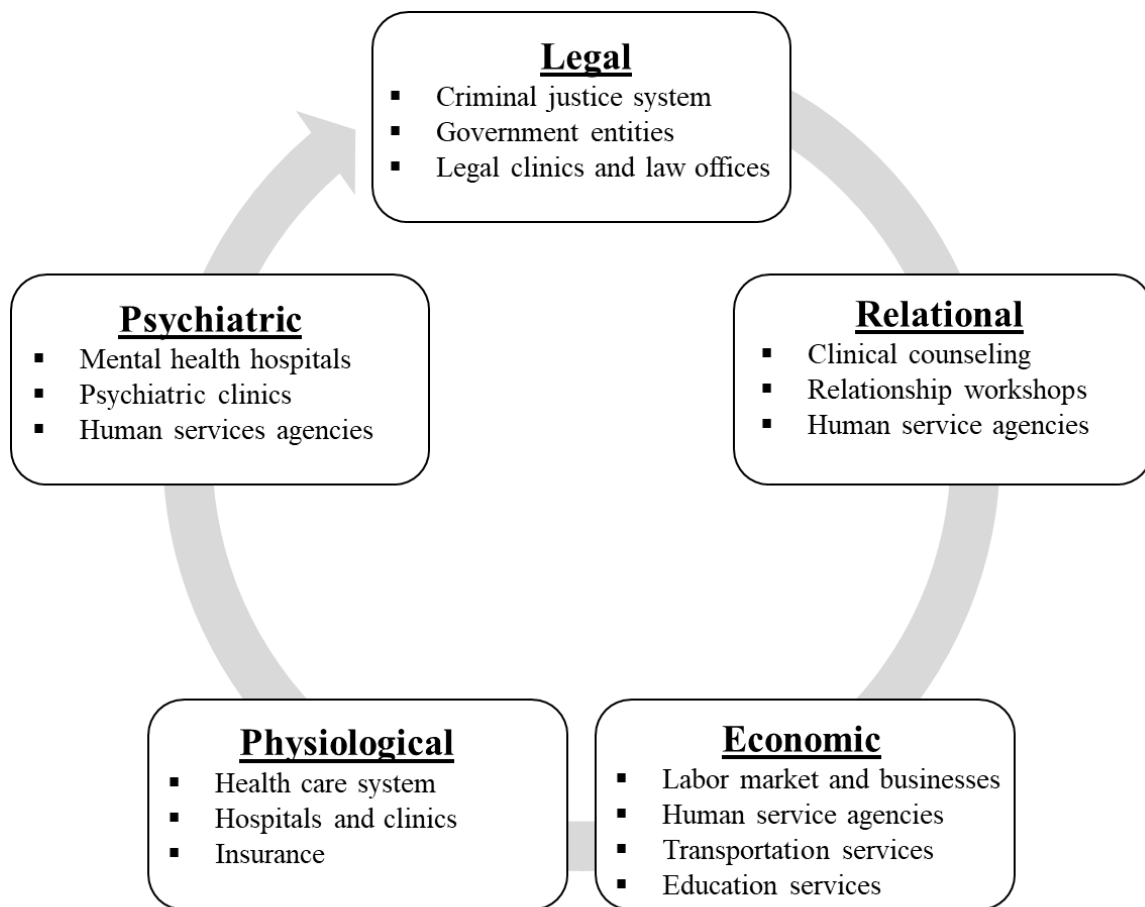 Legal
▪ Criminal justice system
▪ Government entities
▪ Legal clinics and law offices
Relational
▪ Clinical counseling
▪ Relationship workshops
▪ Human service agencies
Economic
▪ Labor market and businesses
▪ Human service agencies
▪ Transportation services
▪ Education services
Physiological
▪ Health care system
▪ Hospitals and clinics
▪ Insurance
Psychiatric
▪ Mental health hospitals
▪ Psychiatric clinics
▪ Human services agencies